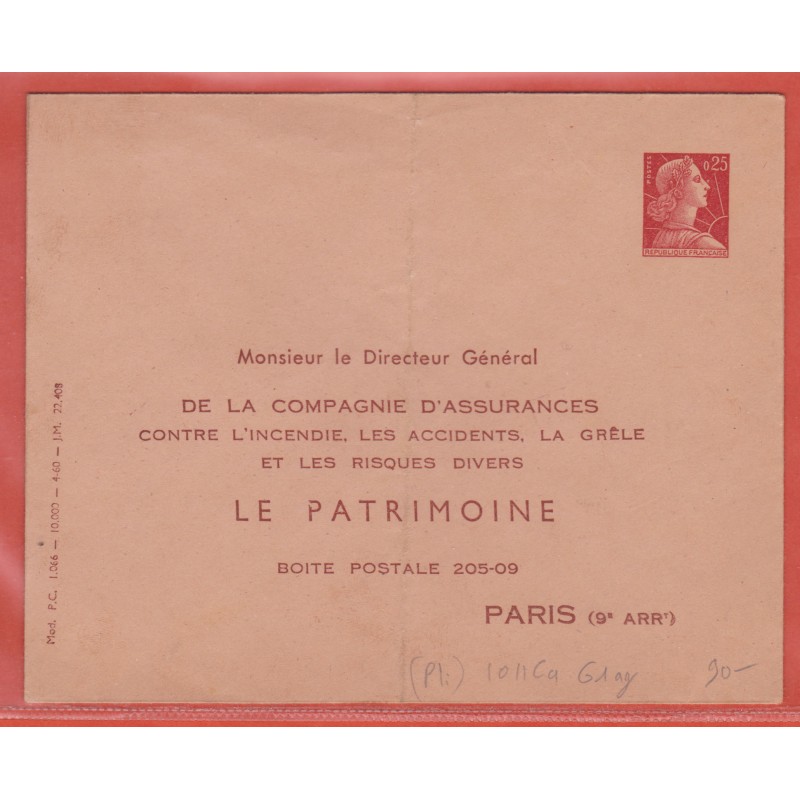 POSTES
0,25
REPUBLIQUE FRANCAISE
Monsieur le Directeur Général
DE LA COMPAGNIE D'ASSURANCES
CONTRE L'INCENDIE, LES ACCIDENTS, LA GRÊLE
ET LES RISQUES DIVERS
LE PATRIMOINE
BOITE POSTALE 205-09
PARIS (9e ARRT)
Mod. P.C. 1.066 — 10.000 — 4-60 — J.M. 22.408
(Pli) 1011Ca G1ag 90-